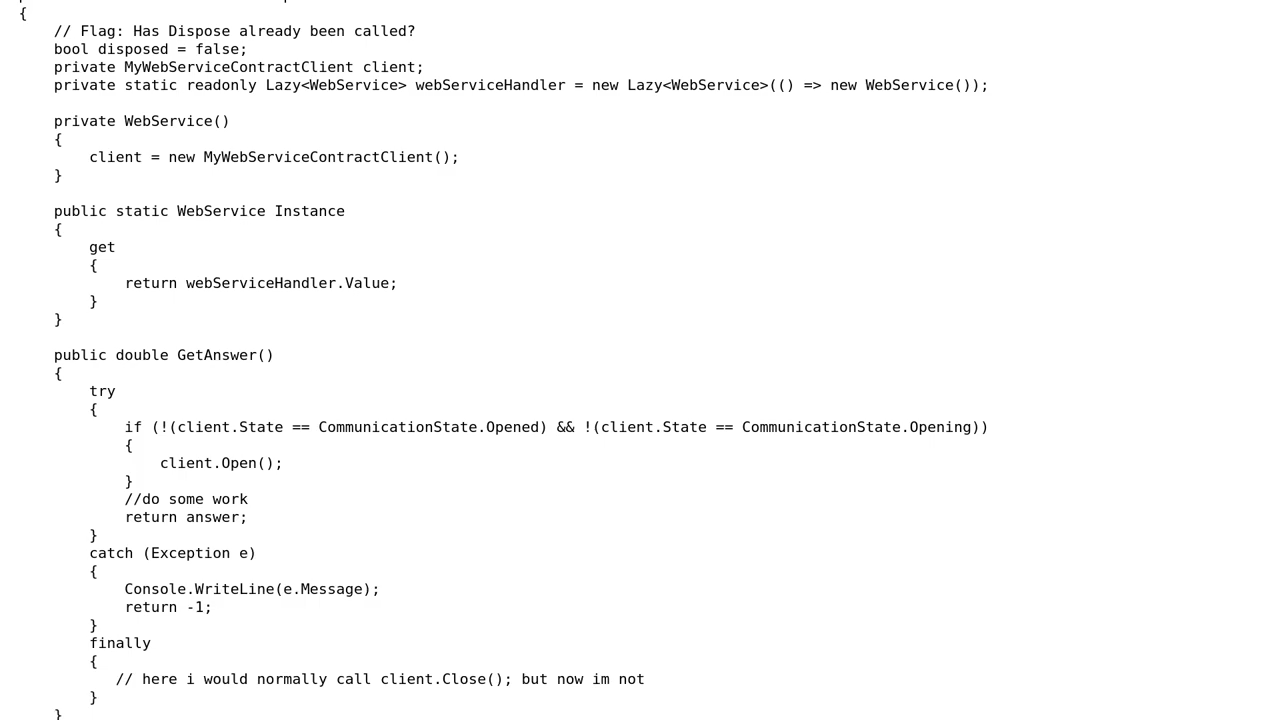 {
    // Flag: Has Dispose already been called?
    bool disposed = false;
    private MyWebServiceContractClient client;
    private static readonly Lazy<WebService> webServiceHandler = new Lazy<WebService>(() => new WebService());

    private WebService()
    {
        client = new MyWebServiceContractClient();
    }

    public static WebService Instance
    {
        get
        {
            return webServiceHandler.Value;
        }
    }

    public double GetAnswer()
    {
        try
        {
            if (!(client.State == CommunicationState.Opened) && !(client.State == CommunicationState.Opening))
            {
                client.Open();
            }
            //do some work
            return answer;
        }
        catch (Exception e)
        {
            Console.WriteLine(e.Message);
            return -1;
        }
        finally
        {
           // here i would normally call client.Close(); but now im not
        }
    }